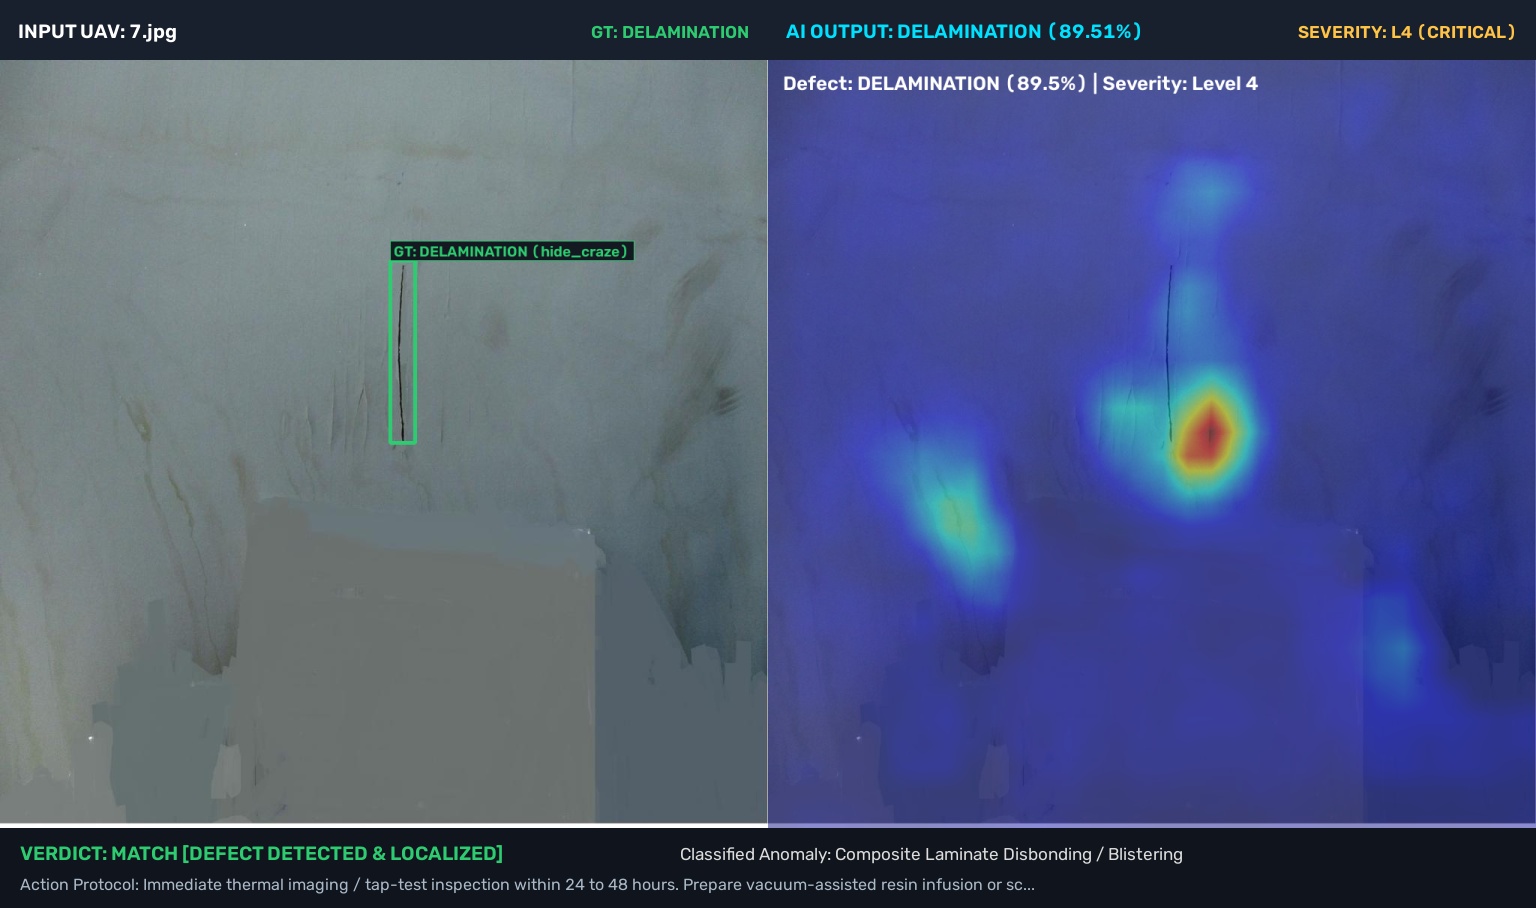 INPUT UAV: 7.jpg
GT: DELAMINATION
AI OUTPUT: DELAMINATION (89.51%)
SEVERITY: L4 (CRITICAL)
Defect: DELAMINATION (89.5%) | Severity: Level 4
GT: DELAMINATION (hide_craze)
VERDICT: MATCH [DEFECT DETECTED & LOCALIZED]
Classified Anomaly: Composite Laminate Disbonding / Blistering
Action Protocol: Immediate thermal imaging / tap-test inspection within 24 to 48 hours. Prepare vacuum-assisted resin infusion or sc...